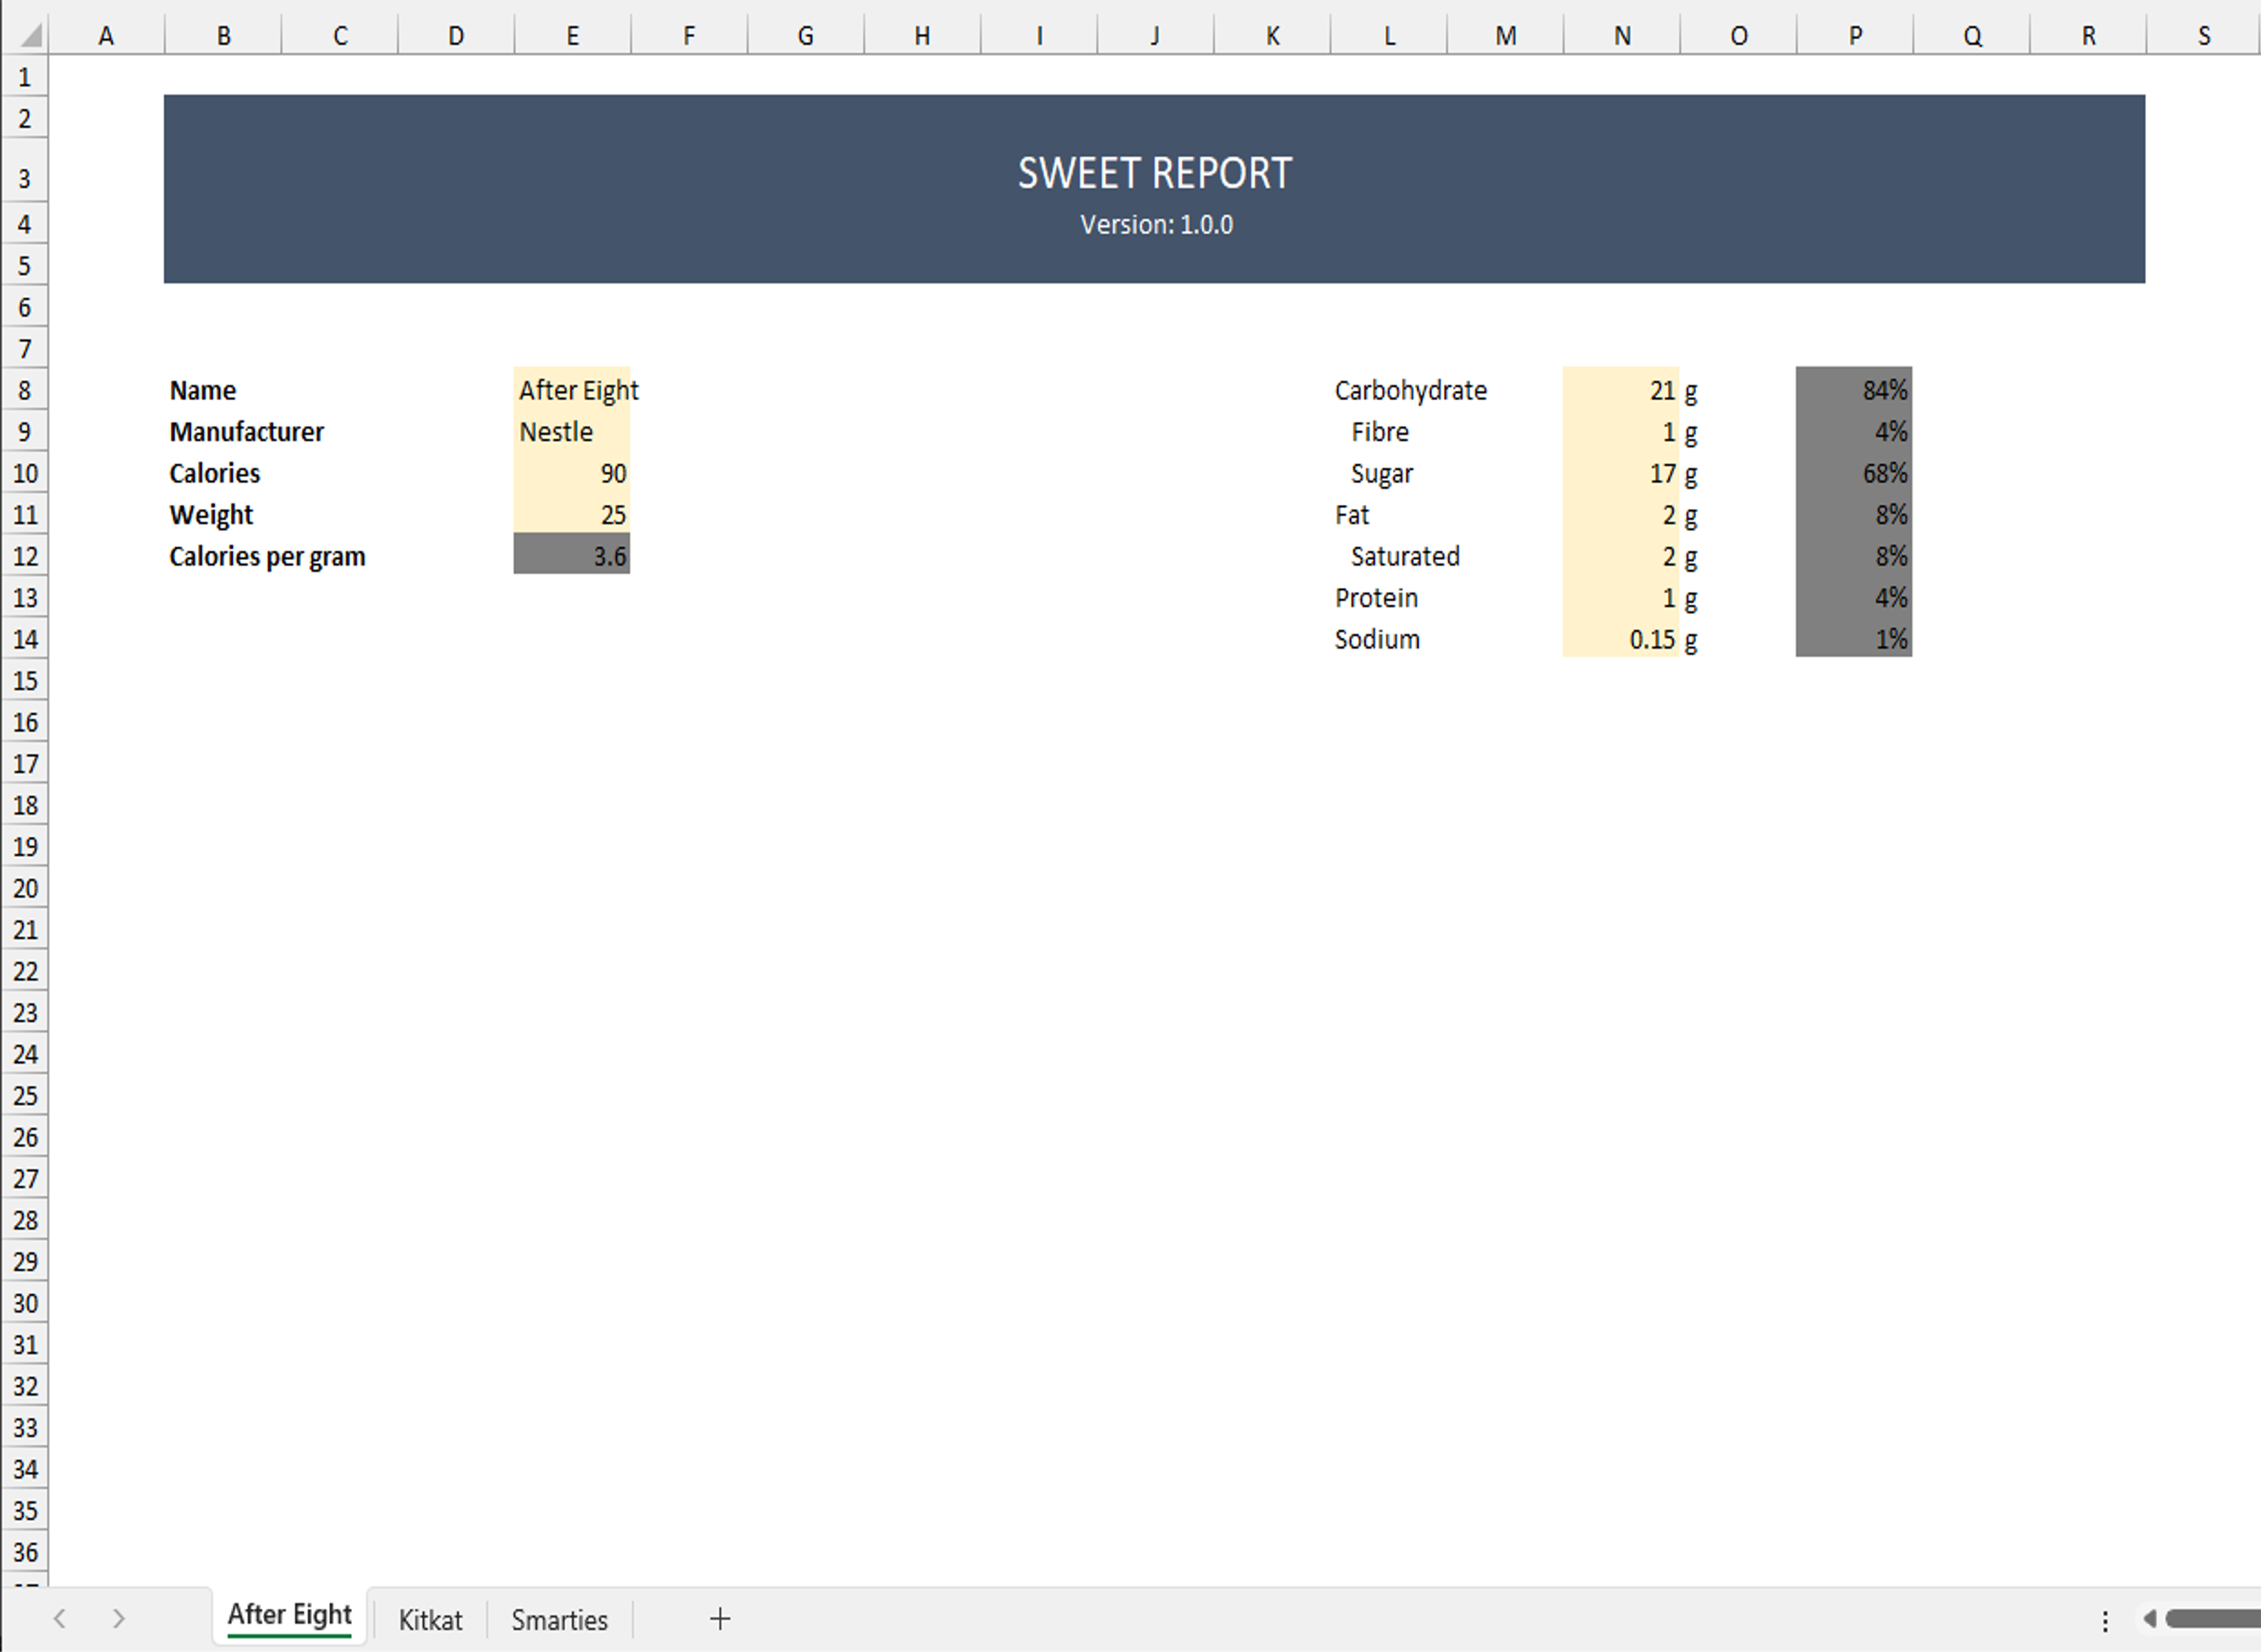 A B C D E F G H I J K L M N O P Q R S
1
2
3 SWEET REPORT
4 Version: 1.0.0
5
6
7
8 Name After Eight Carbohydrate 21 g 84%
9 Manufacturer Nestle Fibre 1 g 4%
10 Calories 90 Sugar 17 g 68%
11 Weight 25 Fat 2 g 8%
12 Calories per gram 3.6 Saturated 2 g 8%
13 Protein 1 g 4%
14 Sodium 0.15 g 1%
15
16
17
18
19
20
21
22
23
24
25
26
27
28
29
30
31
32
33
34
35
36
After Eight Kitkat Smarties +